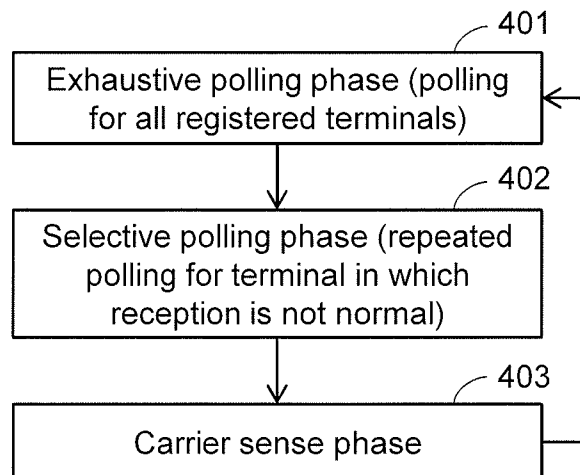 401
Exhaustive polling phase (polling
for all registered terminals)
402
Selective polling phase (repeated
polling for terminal in which
reception is not normal)
403
Carrier sense phase